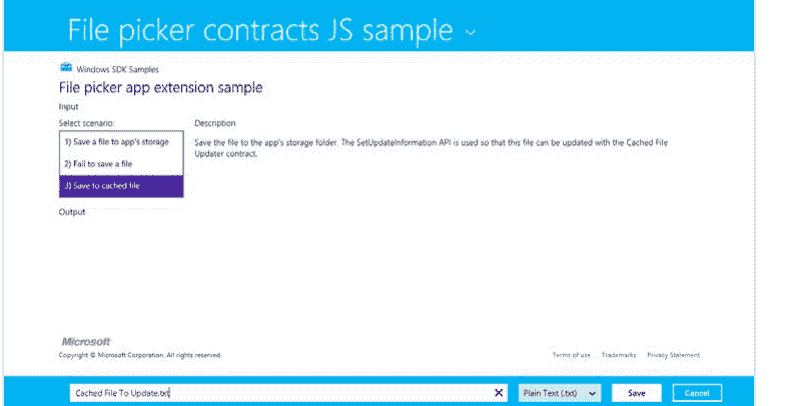 File picker contracts JS sample
Windows SDK Samples
File picker app extension sample
Input
Select scenario:
1) Save a file to app's storage
2) Fail to save a file
3) Save to cached file
Description
Save the file to the app's storage folder. The SetUpdateInformation API is used so that this file can be updated with the Cached File
Updater contract.
Output
Microsoft
Copyright © Microsoft Corporation. All rights reserved.
Terms of use Trademarks Privacy Statement
Cached File To Update.txt Plain Text (.txt) Save Cancel